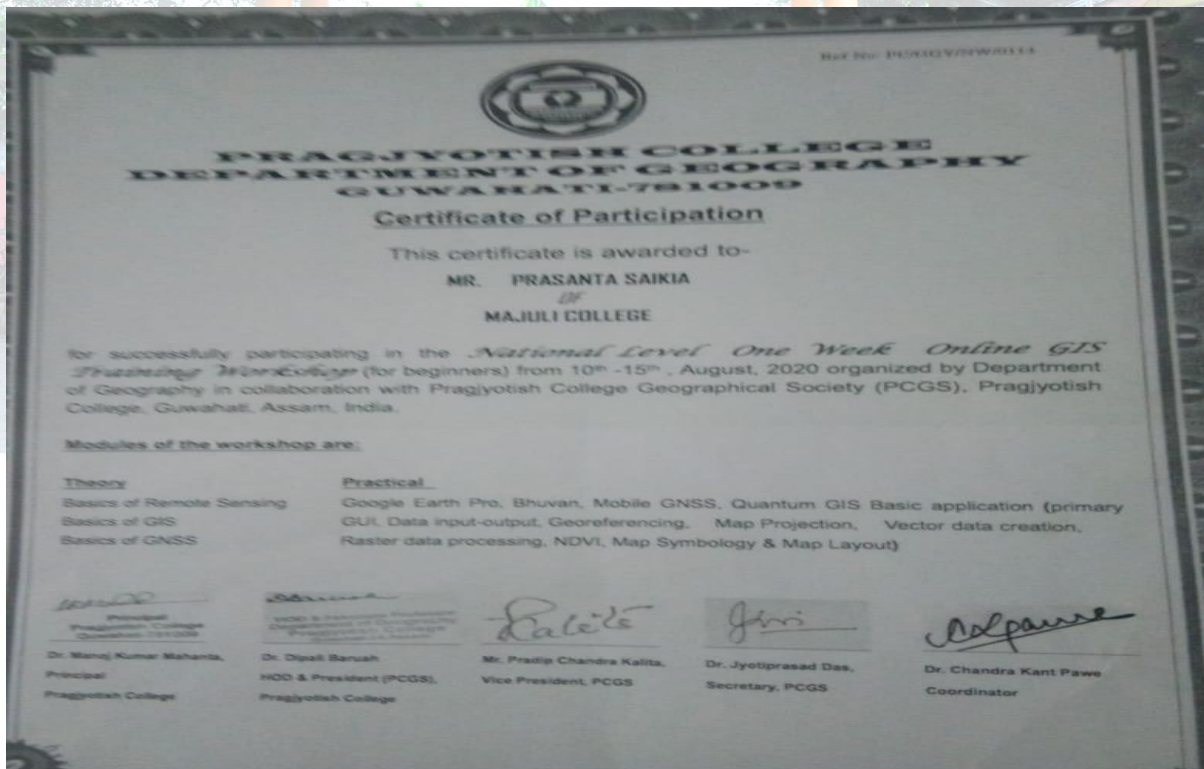 Ref No: 
PRAGJYOTISH COLLEGE
DEPARTMENT OF GEOGRAPHY
GUWAHATI-781009
Certificate of Participation
This certificate is awarded to-
MR. PRASANTA SAIKIA
OF
MAJULI COLLEGE
for successfully participating in the National Level One Week Online GIS
Training Workshop (for beginners) from 10th -15th , August, 2020 organized by Department
of Geography in collaboration with Pragjyotish College Geographical Society (PCGS), Pragjyotish
College, Guwahati, Assam, India.
Modules of the workshop are:
Theory Practical
Basics of Remote Sensing Google Earth Pro, Bhuvan, Mobile GNSS, Quantum GIS Basic application (primary
Basics of GIS GUI, Data input-output, Georeferencing, Map Projection, Vector data creation,
Basics of GNSS Raster data processing, NDVI, Map Symbology & Map Layout)
Principal
Kalita
Dr. Manoj Kumar Mahanta, Dr. Dipali Baruah Mr. Pradip Chandra Kalita, Dr. Jyotiprasad Das, Dr. Chandra Kant Pawe
Principal HOD & President (PCGS), Vice President, PCGS Secretary, PCGS Coordinator
Pragjyotish College Pragjyotish College